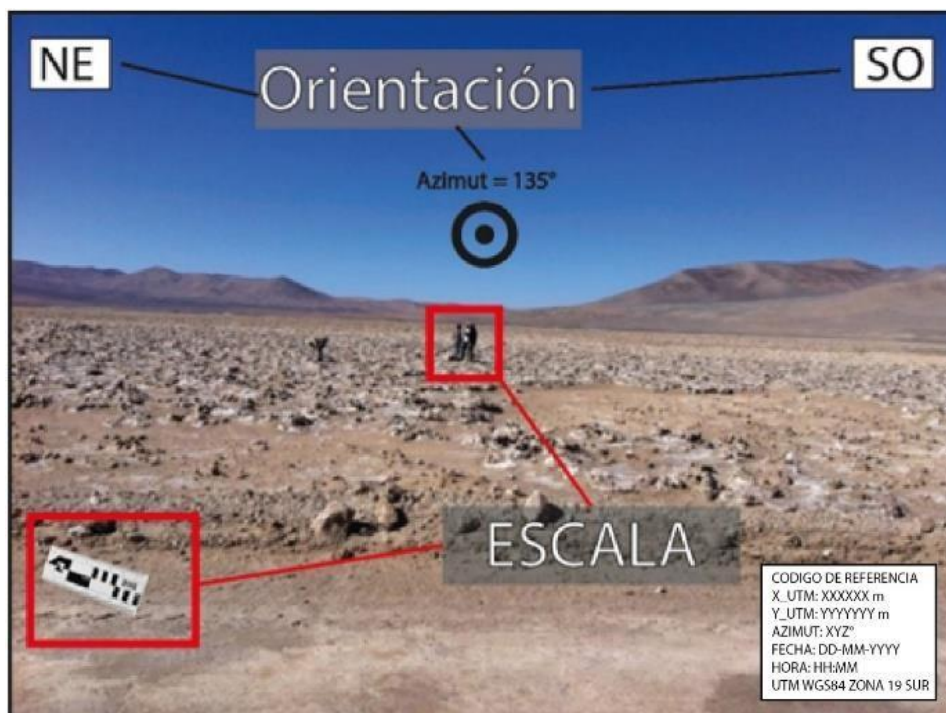 NE
SO
Orientación
Azimut = 135°
ESCALA
CODIGO DE REFERENCIA
X_UTM: XXXXXX m
Y_UTM: YYYYYYY m
AZIMUT: XYZ°
FECHA: DD-MM-YYYY
HORA: HH:MM
UTM WGS84 ZONA 19 SUR